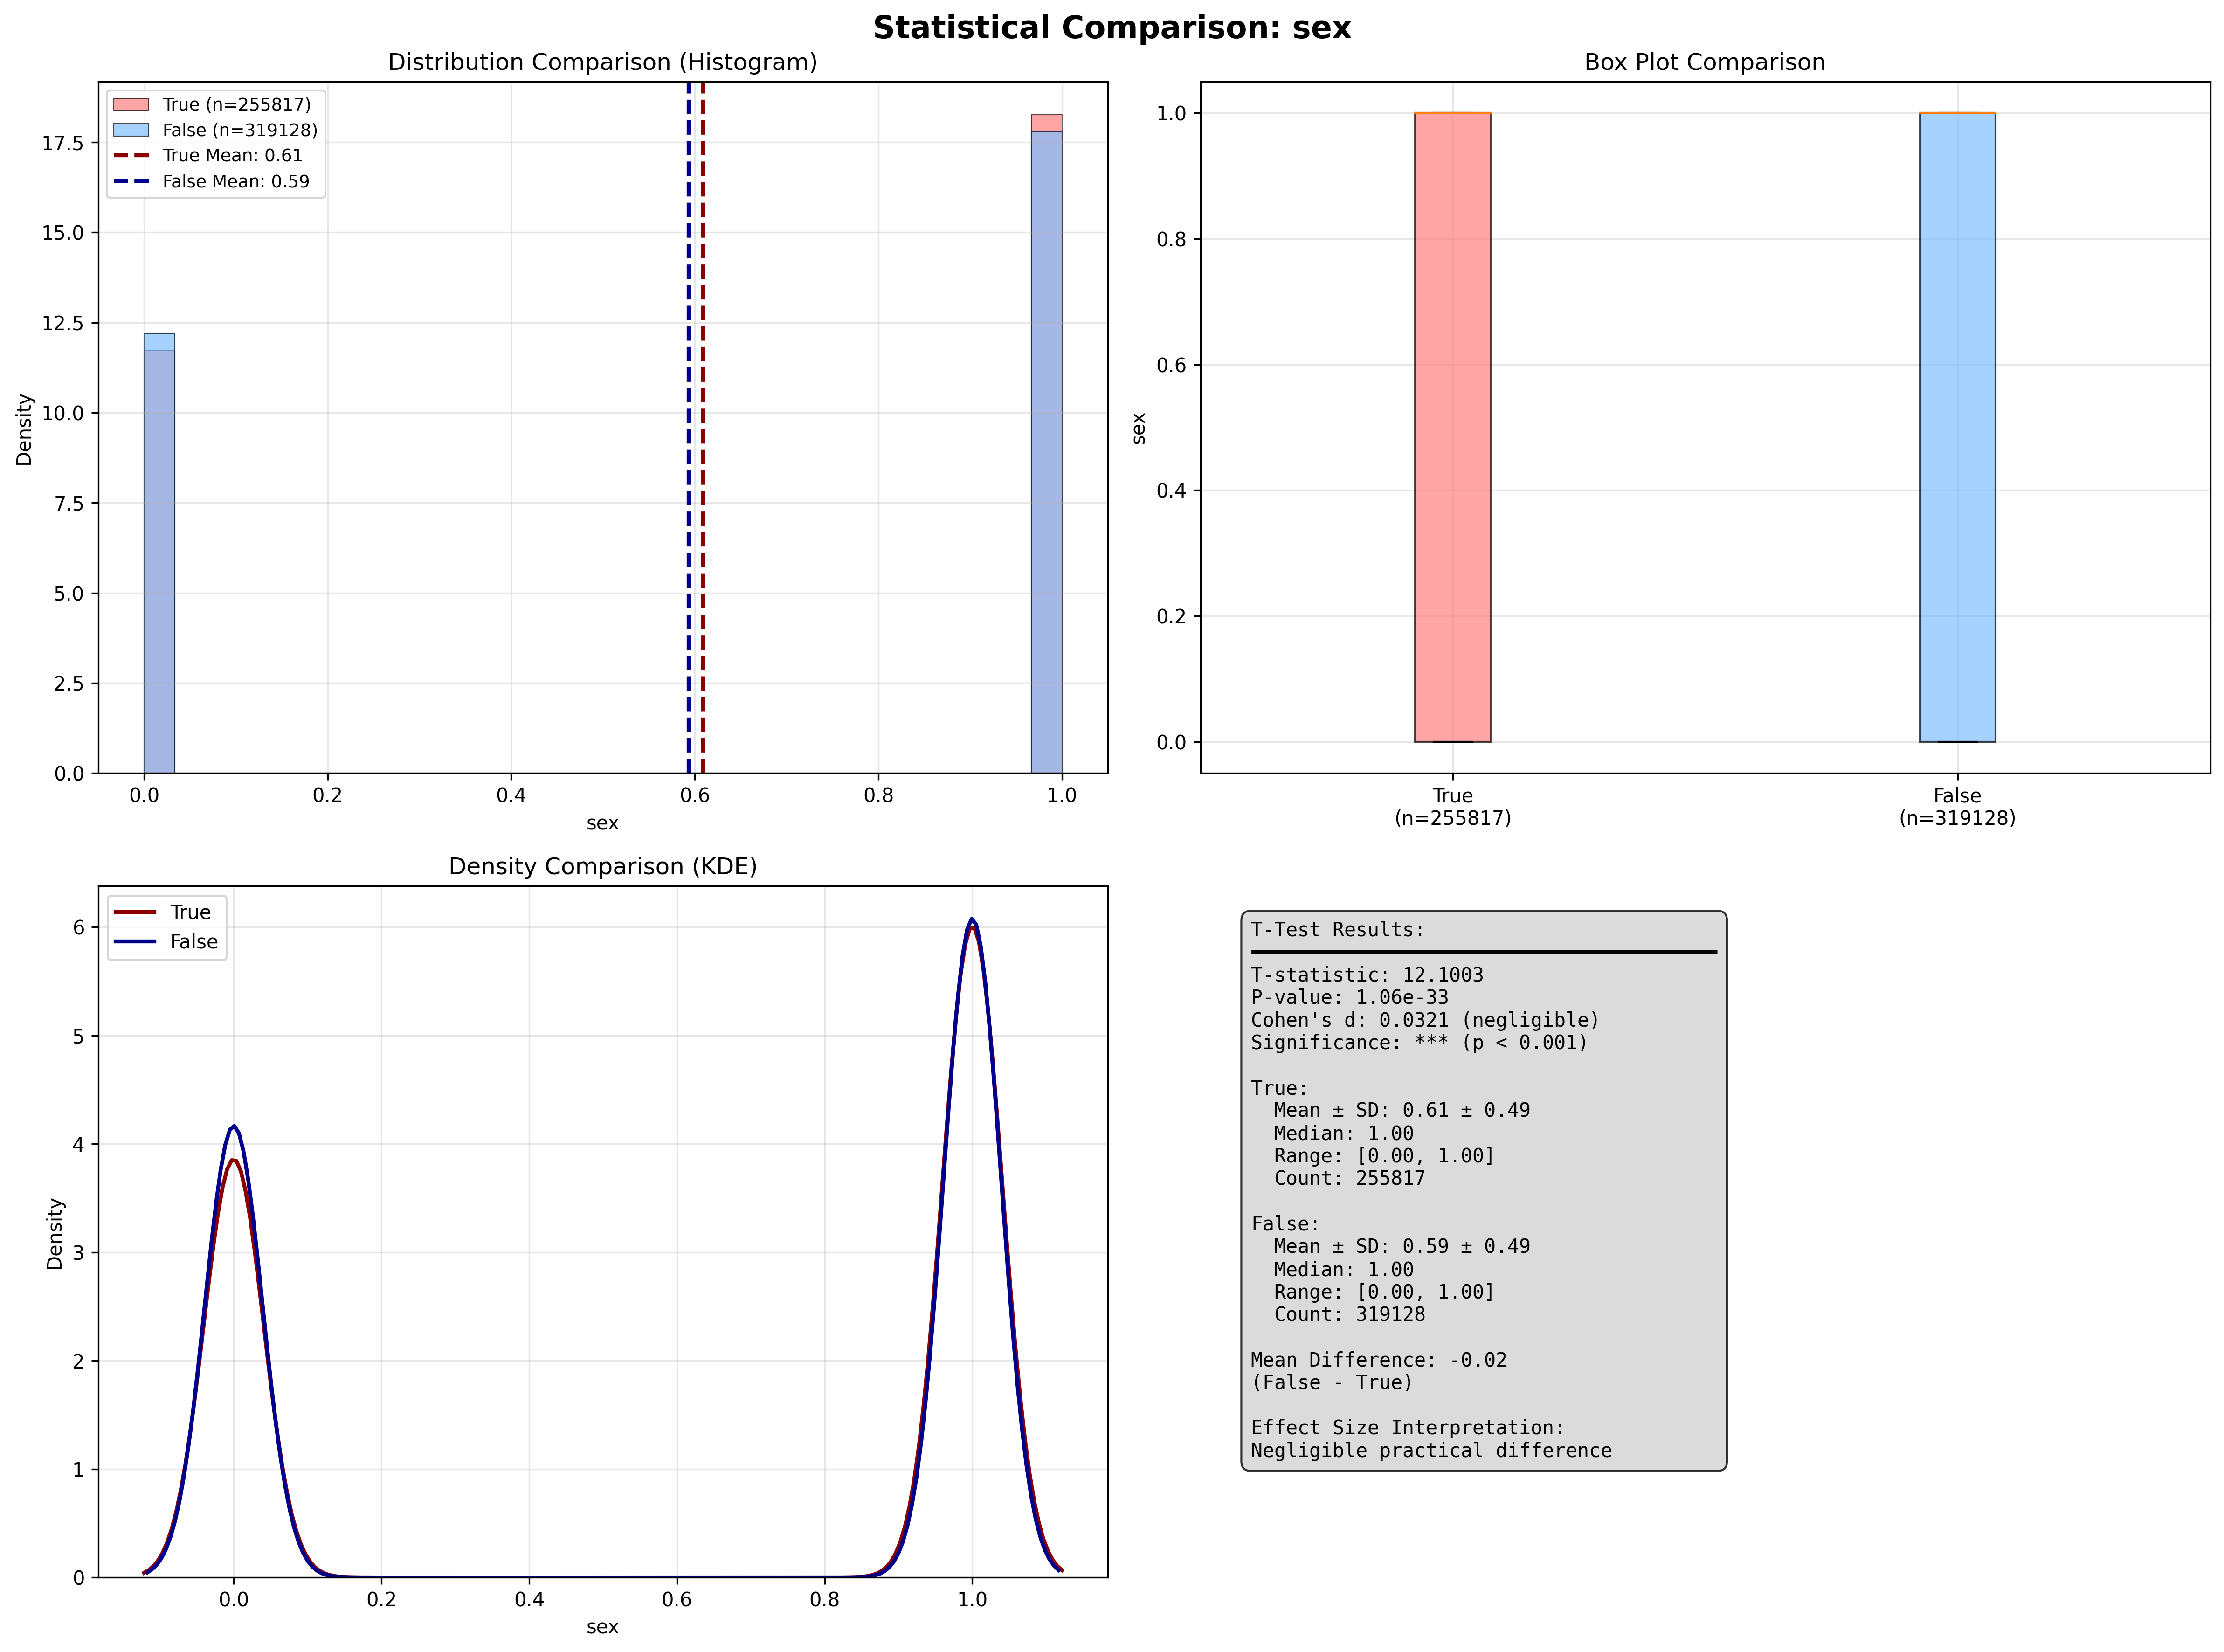 Statistical Comparison: sex
Distribution Comparison (Histogram)
True (n=255817)
False (n=319128)
True Mean: 0.61
False Mean: 0.59
17.5
15.0
12.5
10.0
7.5
5.0
2.5
0.0
Density
0.0 0.2 0.4 0.6 0.8 1.0
sex
Box Plot Comparison
1.0
0.8
0.6
0.4
0.2
0.0
sex
True
(n=255817)
False
(n=319128)
Density Comparison (KDE)
True
False
6
5
4
3
2
1
0
Density
0.0 0.2 0.4 0.6 0.8 1.0
sex
T-Test Results:
T-statistic: 12.1003
P-value: 1.06e-33
Cohen's d: 0.0321 (negligible)
Significance: *** (p < 0.001)
True:
Mean ± SD: 0.61 ± 0.49
Median: 1.00
Range: [0.00, 1.00]
Count: 255817
False:
Mean ± SD: 0.59 ± 0.49
Median: 1.00
Range: [0.00, 1.00]
Count: 319128
Mean Difference: -0.02
(False - True)
Effect Size Interpretation:
Negligible practical difference